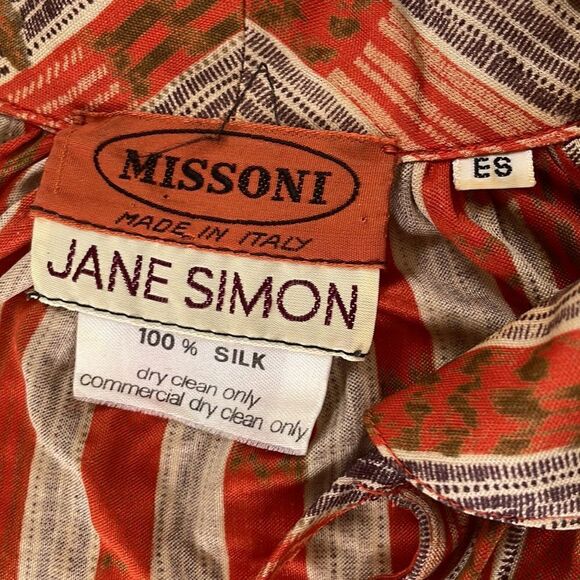 MISSONI
MADE IN ITALY
JANE SIMON
100 % SILK
dry clean only
commercial dry clean only
ES